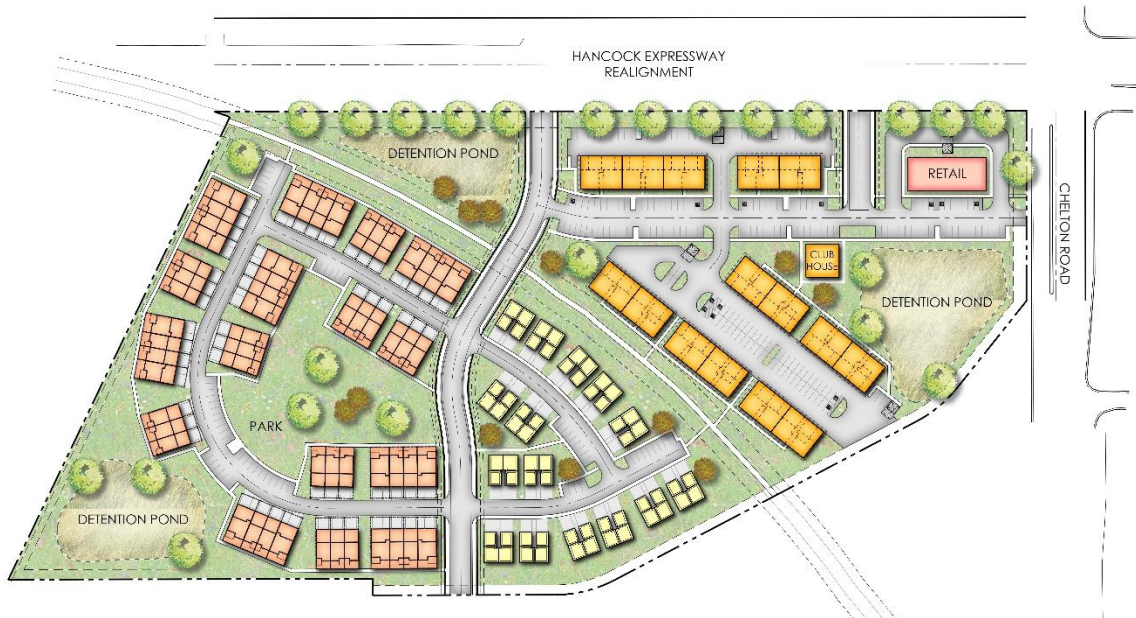 HANCOCK EXPRESSWAY
REALIGNMENT
DETENTION POND
RETAIL
CHELTON ROAD
CLUB
HOUSE
DETENTION POND
PARK
DETENTION POND